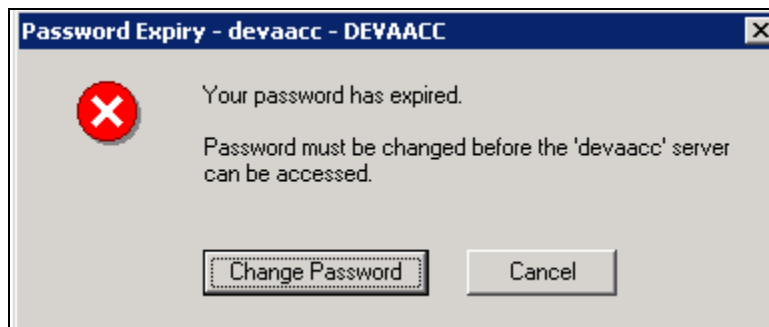 Password Expiry - devaacc - DEVAACC
Your password has expired.
Password must be changed before the 'devaacc' server
can be accessed.
Change Password
Cancel